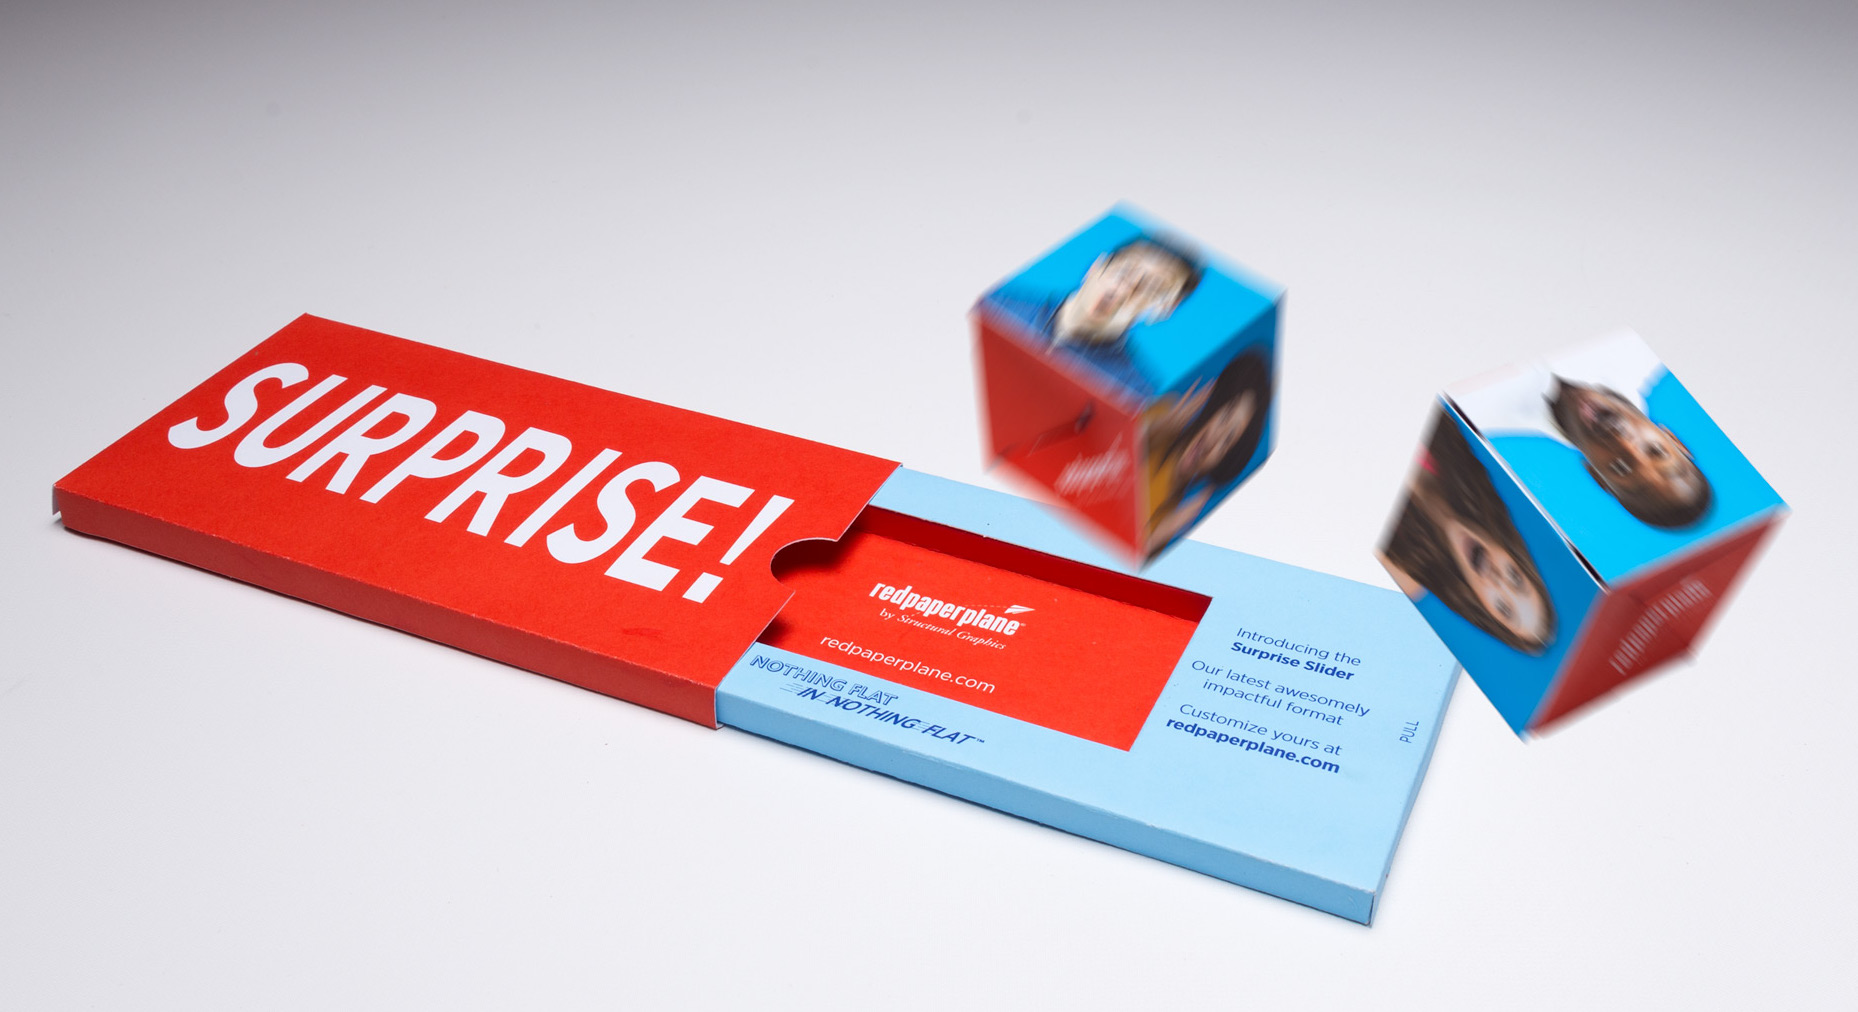 SURPRISE!
redpaperplane
by Structural Graphics
redpaperplane.com
NOTHING FLAT
IN NOTHING FLAT™
Introducing the
Surprise Slider
Our latest awesomely
impactful format
Customize yours at
redpaperplane.com
PULL